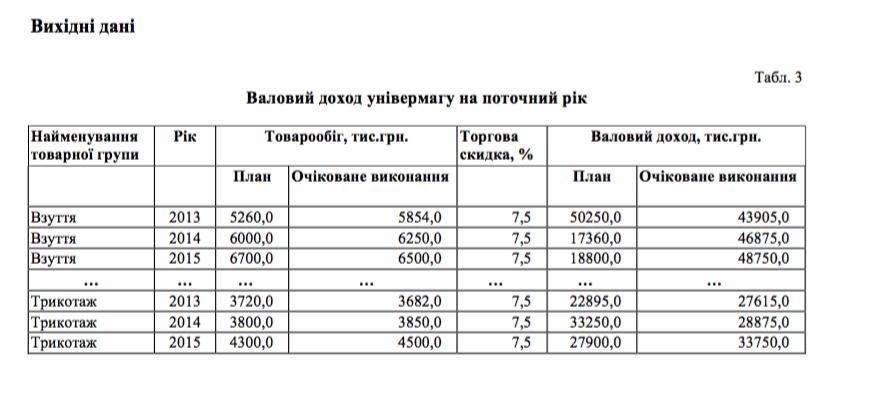 Вихідні дані
Табл. 3
Валовий доход універмагу на поточний рік
Найменування товарної групи Рік Товарообіг, тис.грн. Торгова скидка, % Валовий доход, тис.грн.
План Очіковане виконання План Очіковане виконання
Взуття 2013 5260,0 5854,0 7,5 50250,0 43905,0
Взуття 2014 6000,0 6250,0 7,5 17360,0 46875,0
Взуття 2015 6700,0 6500,0 7,5 18800,0 48750,0
... ... ... ... ... ... ...
Трикотаж 2013 3720,0 3682,0 7,5 22895,0 27615,0
Трикотаж 2014 3800,0 3850,0 7,5 33250,0 28875,0
Трикотаж 2015 4300,0 4500,0 7,5 27900,0 33750,0